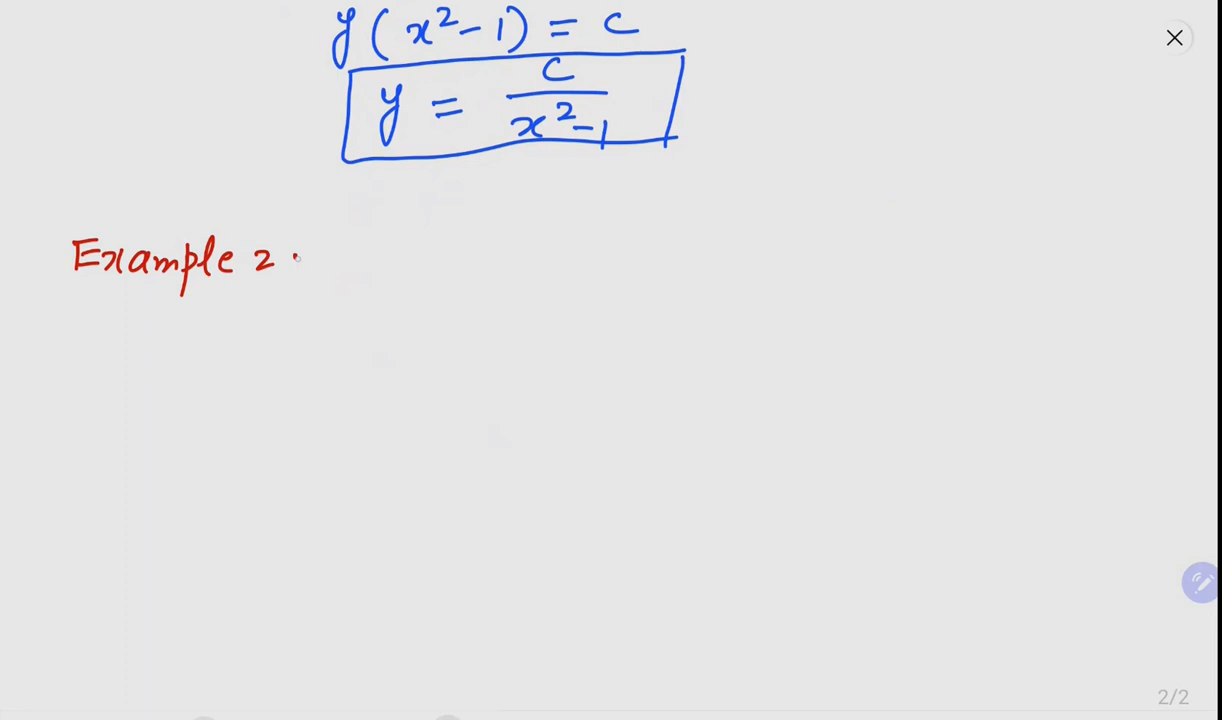 y(x²-1) = c
y = c / x²-1
Example 2.
2/2